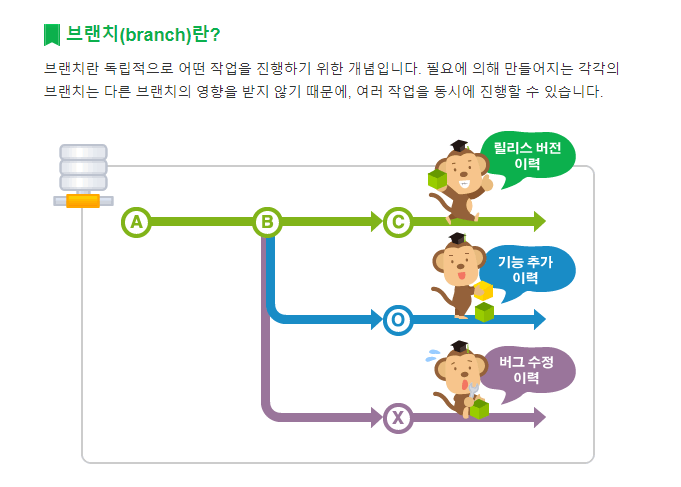 브랜치(branch)란?
브랜치란 독립적으로 어떤 작업을 진행하기 위한 개념입니다. 필요에 의해 만들어지는 각각의
브랜치는 다른 브랜치의 영향을 받지 않기 때문에, 여러 작업을 동시에 진행할 수 있습니다.
릴리스 버전
이력
A B C
기능 추가
이력
O
버그 수정
이력
X